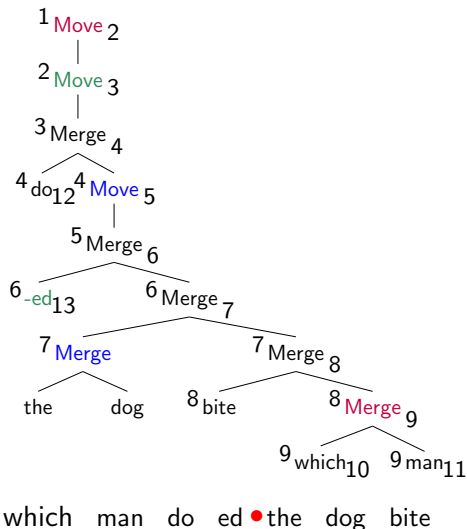 1 Move 2
2 Move 3
3 Merge 4
4 do 12 4 Move 5
5 Merge 6
6 -ed 13 6 Merge 7
7 Merge 7 Merge 8
the dog 8 bite 8 Merge 9
9 which 10 9 man 11
which man do ed • the dog bite